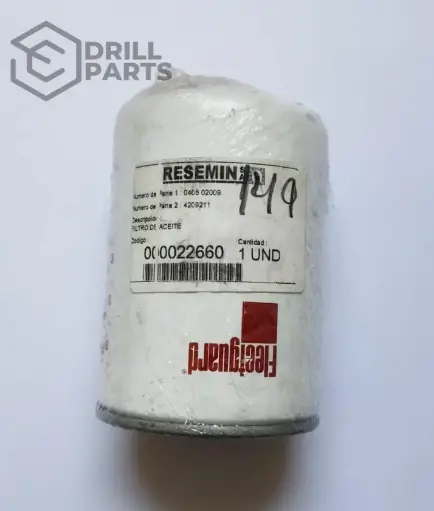 DRILL
PARTS
RESEMIN
Numero de Parte 1 : 0405 02009
Numero de Parte 2 : 4209211
Descripcion
FILTRO DE ACEITE
Codigo
Cantidad:
000022660
1 UND
149
Fleetguard®